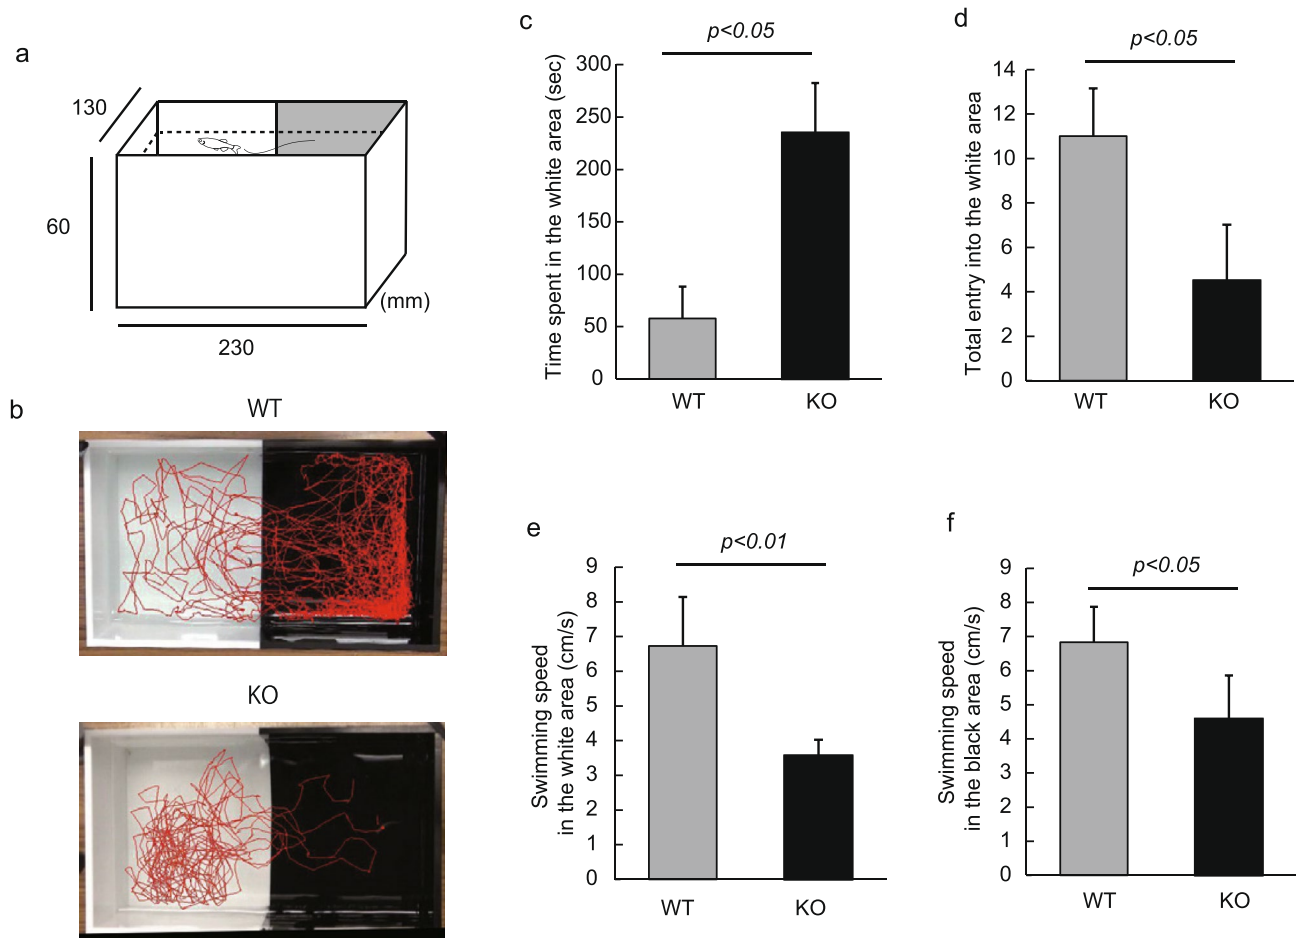 a
130
60
(mm)
230
b
WT
KO
c
p<0.05
Time spent in the white area (sec)
300
250
200
150
100
50
0
WT
KO
d
p<0.05
Total entry into the white area
14
12
10
8
6
4
2
0
WT
KO
e
p<0.01
Swimming speed
in the white area (cm/s)
9
8
7
6
5
4
3
2
1
0
WT
KO
f
p<0.05
Swimming speed
in the black area (cm/s)
9
8
7
6
5
4
3
2
1
0
WT
KO